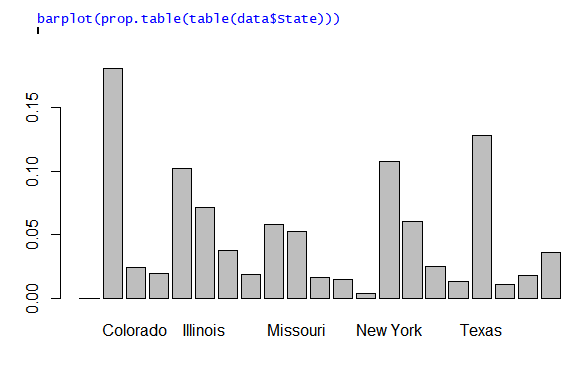 barplot(prop.table(table(data$State)))
0.15
0.10
0.05
0.00
Colorado Illinois Missouri New York Texas